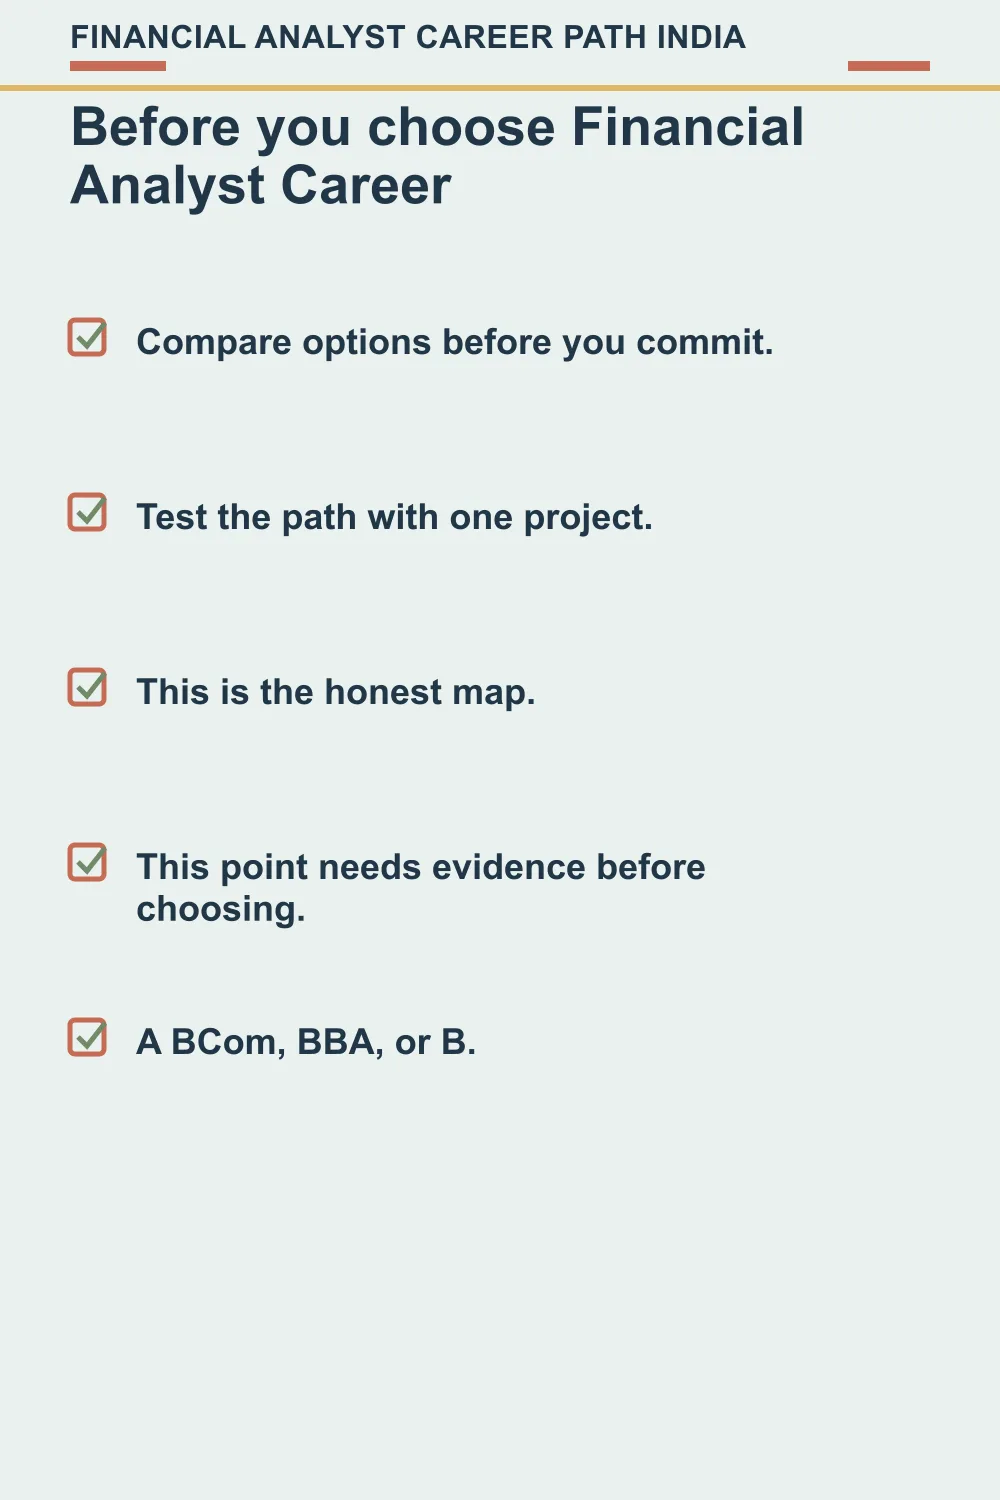 FINANCIAL ANALYST CAREER PATH INDIA
Before you choose Financial
Analyst Career
Compare options before you commit.
Test the path with one project.
This is the honest map.
This point needs evidence before
choosing.
A BCom, BBA, or B.